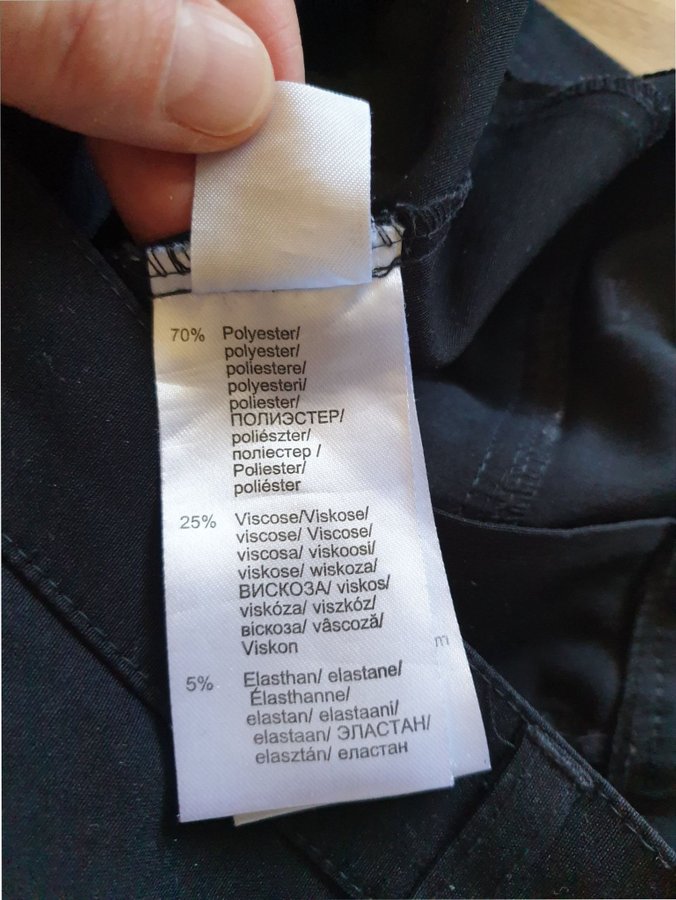 70% Polyester/
polyester/
poliestere/
polyesteri/
poliester/
ПОЛИЭСТЕР/
poliészter/
поліестер /
Poliester/
poliéster
25% Viscose/Viskose/
viscose/ Viscose/
viscosa/ viskoosi/
viskose/ wiskoza/
ВИСКОЗА/ viskos/
viskóza/ viszkóz/
віскоза/ vâscoză/
Viskon
5% Elasthan/ elastane/
Élasthanne/
elastan/ elastaani/
elastaan/ ЭЛАСТАН/
elasztán/ еластан